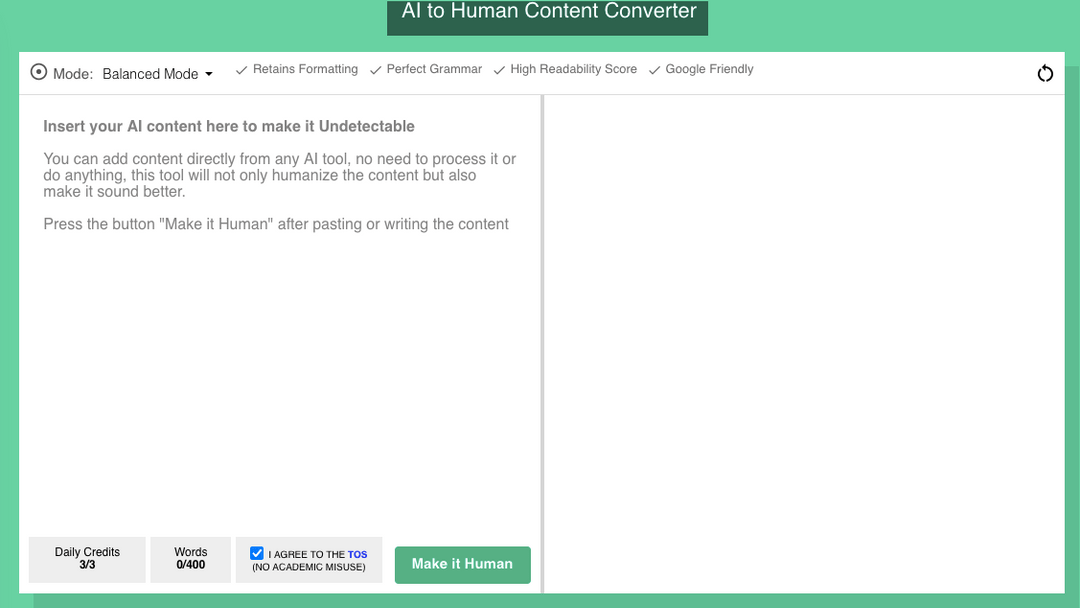 AI to Human Content Converter
Mode: Balanced Mode
Retains Formatting Perfect Grammar High Readability Score Google Friendly
Insert your AI content here to make it Undetectable
You can add content directly from any AI tool, no need to process it or
do anything, this tool will not only humanize the content but also
make it sound better.
Press the button "Make it Human" after pasting or writing the content
Daily Credits
3/3
Words
0/400
I AGREE TO THE TOS
(NO ACADEMIC MISUSE)
Make it Human